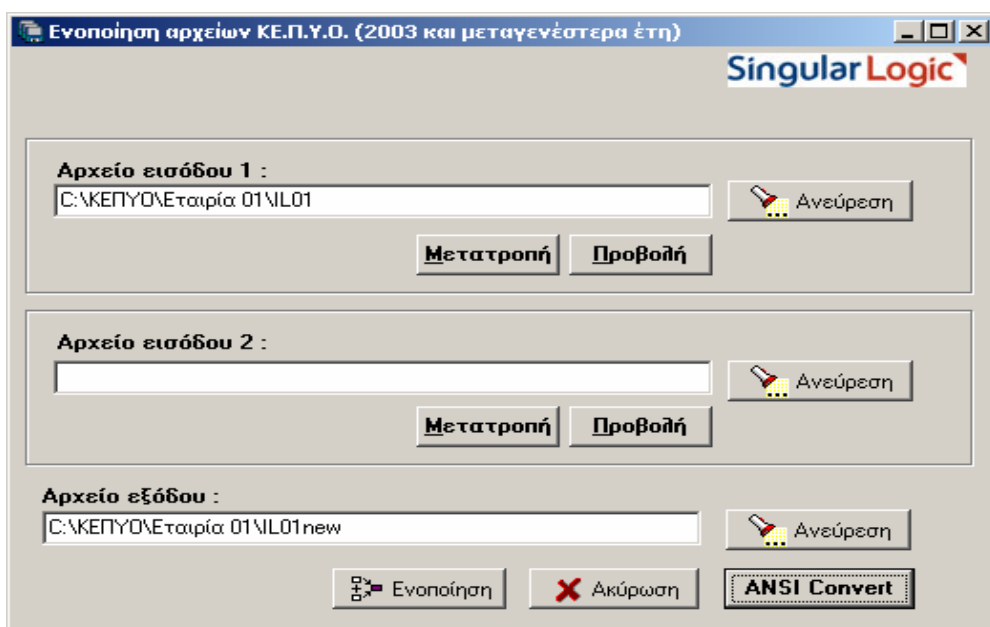 Ενοποίηση αρχείων ΚΕ.Π.Υ.Ο. (2003 και μεταγενέστερα έτη)
SingularLogic
Αρχείο εισόδου 1 :
C:\ΚΕΠΥΟ\Εταιρία 01\IL01
Ανεύρεση
Μετατροπή Προβολή
Αρχείο εισόδου 2 :
Ανεύρεση
Μετατροπή Προβολή
Αρχείο εξόδου :
C:\ΚΕΠΥΟ\Εταιρία 01\IL01new
Ανεύρεση
Ενοποίηση Ακύρωση ANSI Convert